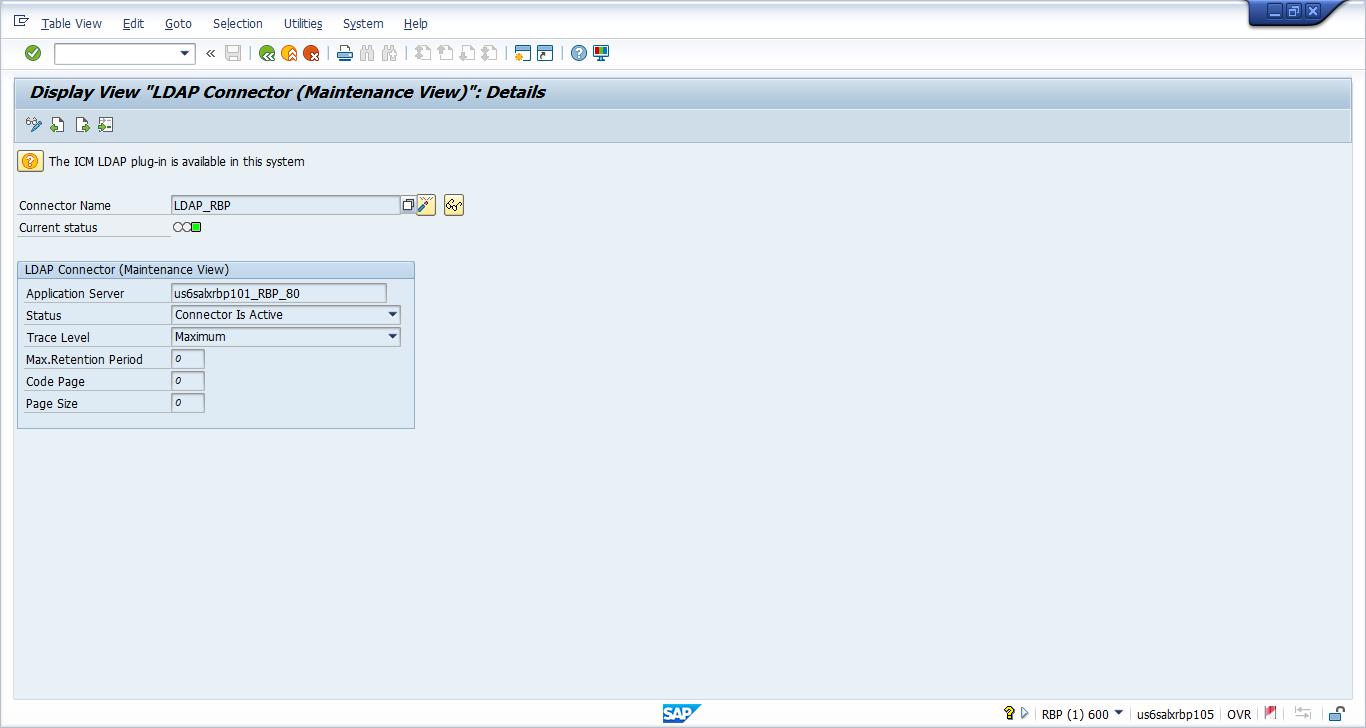 Table View Edit Goto Selection Utilities System Help
Display View "LDAP Connector (Maintenance View)": Details
The ICM LDAP plug-in is available in this system
Connector Name LDAP_RBP
Current status
LDAP Connector (Maintenance View)
Application Server us6salxrbp101_RBP_80
Status Connector Is Active
Trace Level Maximum
Max.Retention Period 0
Code Page 0
Page Size 0
SAP RBP (1) 600 us6salxrbp105 OVR